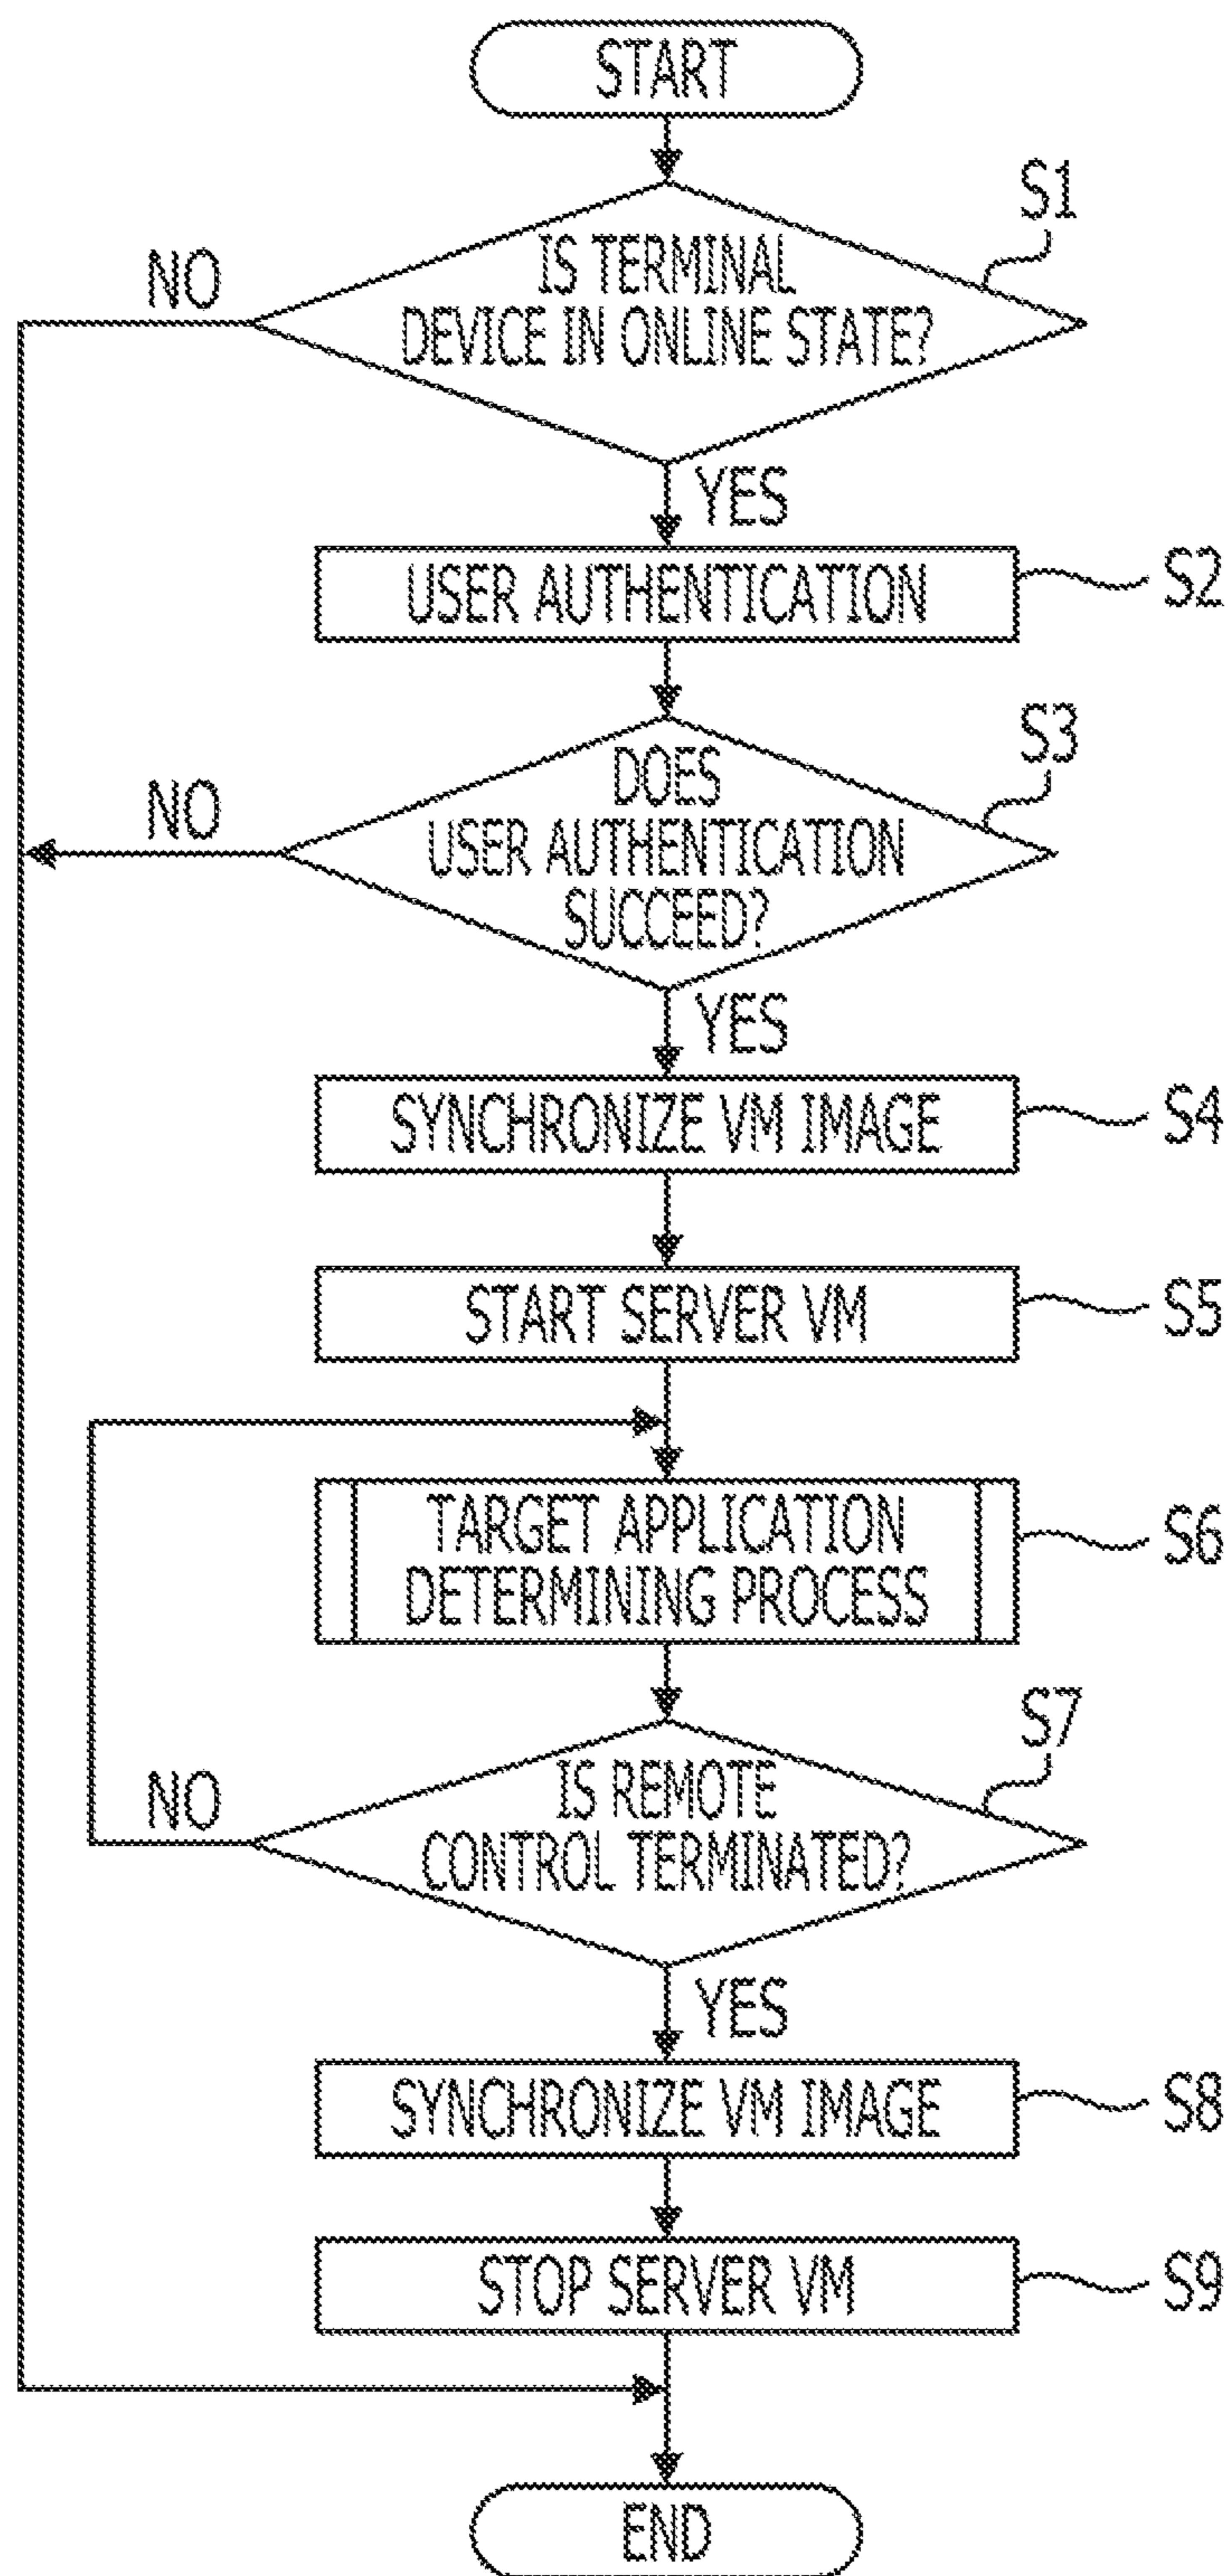 START
S1
NO
IS TERMINAL
DEVICE IN ONLINE STATE?
YES
USER AUTHENTICATION
S2
S3
NO
DOES
USER AUTHENTICATION
SUCCEED?
YES
SYNCHRONIZE VM IMAGE
S4
START SERVER VM
S5
TARGET APPLICATION
DETERMINING PROCESS
S6
S7
NO
IS REMOTE
CONTROL TERMINATED?
YES
SYNCHRONIZE VM IMAGE
S8
STOP SERVER VM
S9
END